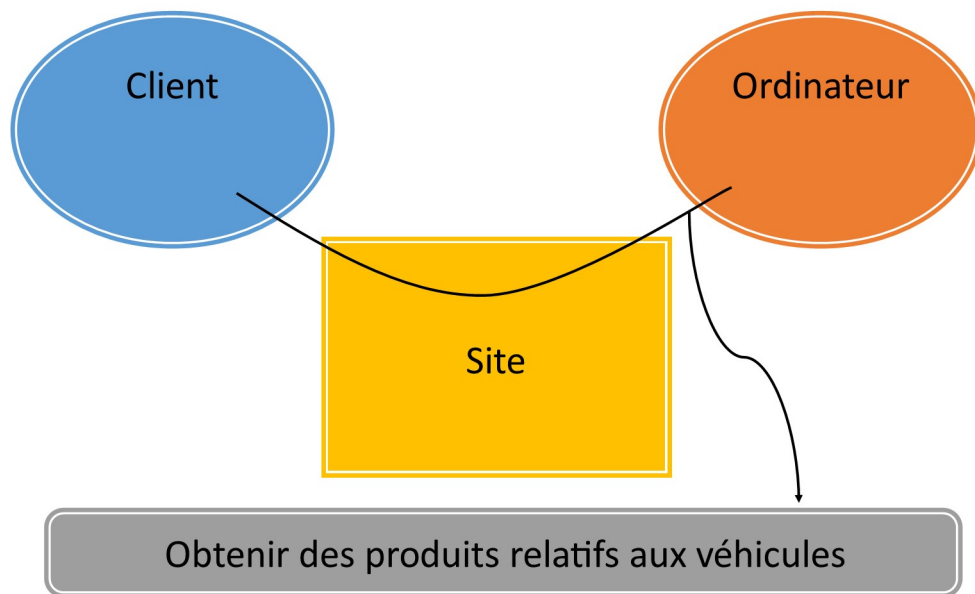 Client
Ordinateur
Site
Obtenir des produits relatifs aux véhicules